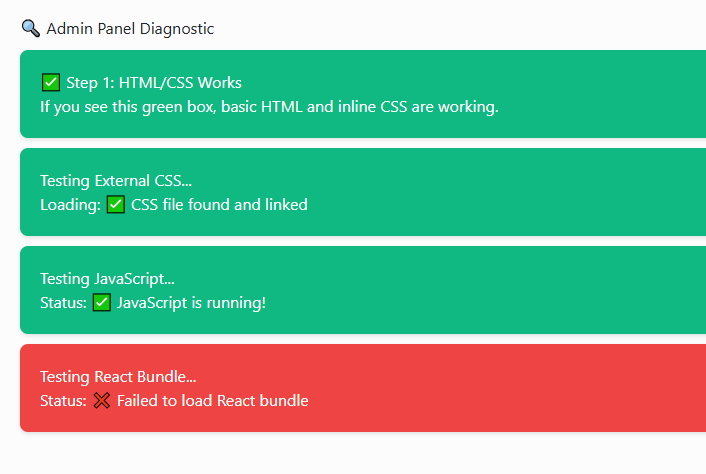 🔍 Admin Panel Diagnostic
✅ Step 1: HTML/CSS Works
If you see this green box, basic HTML and inline CSS are working.
Testing External CSS...
Loading: ✅ CSS file found and linked
Testing JavaScript...
Status: ✅ JavaScript is running!
Testing React Bundle...
Status: ❌ Failed to load React bundle